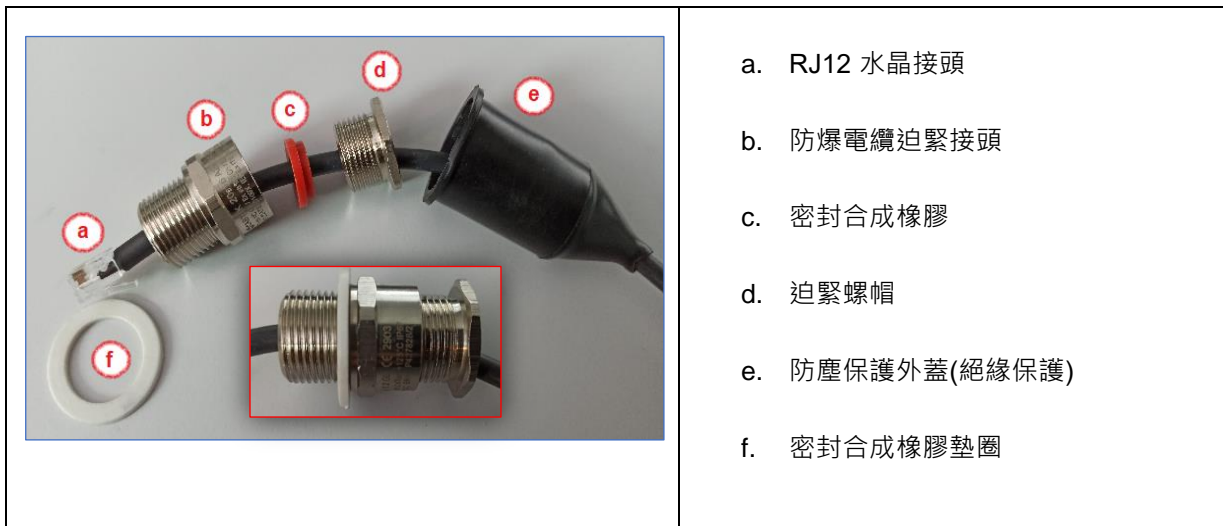 a
b
c
d
e
f
2903
a. RJ12 水晶接頭
b. 防爆電纜迫緊接頭
c. 密封合成橡膠
d. 迫緊螺帽
e. 防塵保護外蓋(絕緣保護)
f. 密封合成橡膠墊圈